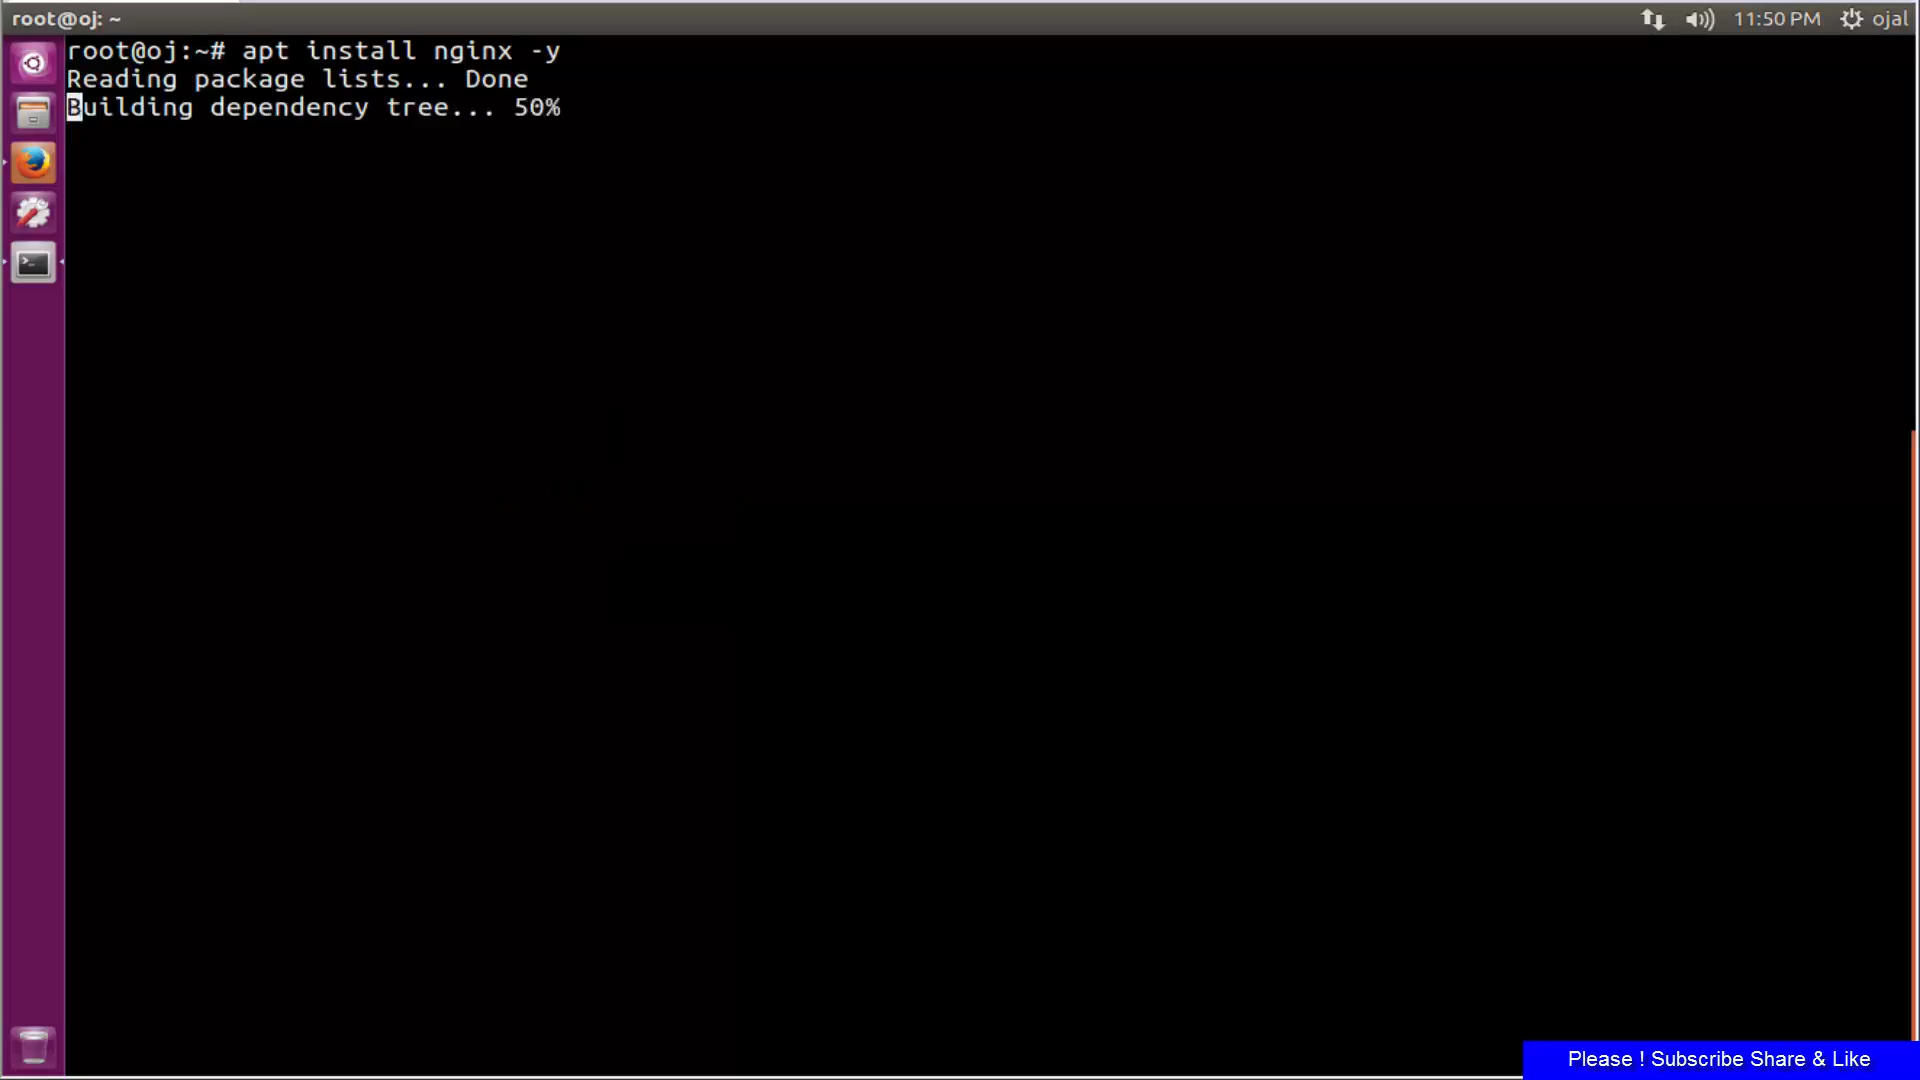 root@oj: ~
11:50 PM
ojal
root@oj:~# apt install nginx -y
Reading package lists... Done
Building dependency tree... 50%
Please ! Subscribe Share & Like